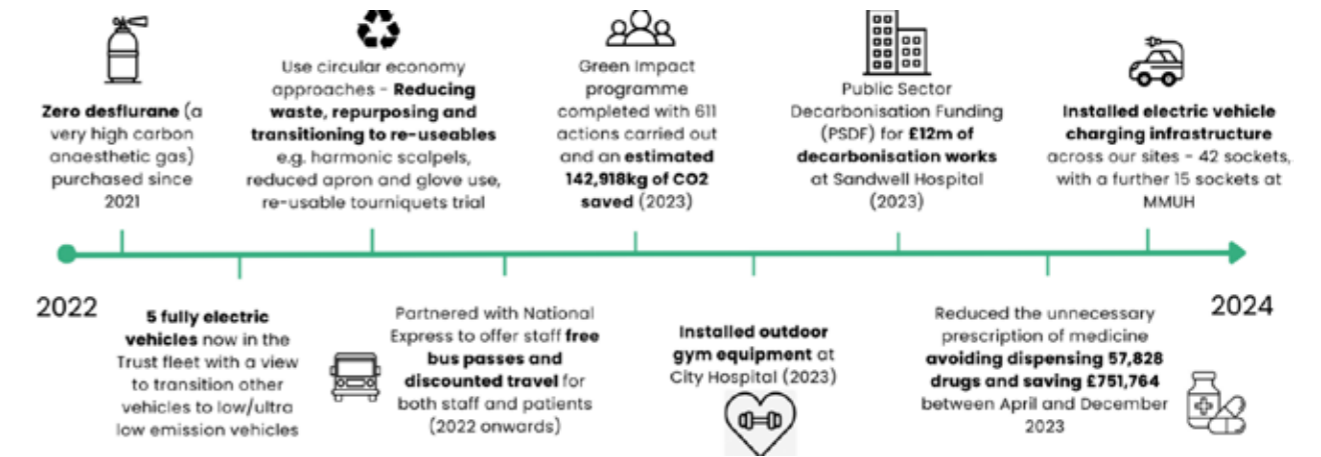 Zero desflurane (a
very high carbon
anaesthetic gas)
purchased since
2021
Use circular economy
approaches - Reducing
waste, repurposing and
transitioning to re-useables
e.g. harmonic scalpels,
reduced apron and glove use,
re-usable tourniquets trial
Green Impact
programme
completed with 611
actions carried out
and an estimated
142,918kg of CO2
saved (2023)
Public Sector
Decarbonisation Funding
(PSDF) for £12m of
decarbonisation works
at Sandwell Hospital
(2023)
Installed electric vehicle
charging infrastructure
across our sites - 42 sockets,
with a further 15 sockets at
MMUH
2022
5 fully electric
vehicles now in the
Trust fleet with a view
to transition other
vehicles to low/ultra
low emission vehicles
Partnered with National
Express to offer staff free
bus passes and
discounted travel for
both staff and patients
(2022 onwards)
Installed outdoor
gym equipment at
City Hospital (2023)
Reduced the unnecessary
prescription of medicine
avoiding dispensing 57,828
drugs and saving £751,764
between April and December
2023
2024